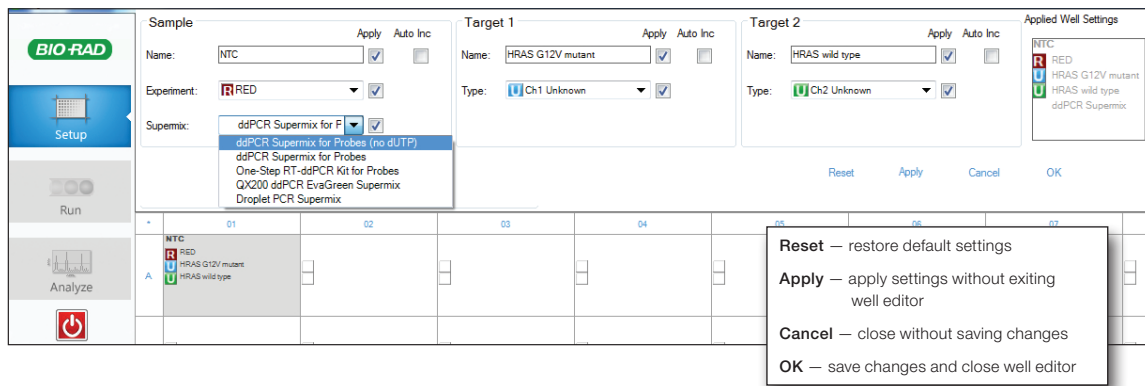 BIO-RAD
Setup
Run
Analyze
Sample
Apply Auto Inc
Name: NTC
Experiment: R RED
Supermix: ddPCR Supermix for P
ddPCR Supermix for Probes (no dUTP)
ddPCR Supermix for Probes
One-Step RT-ddPCR Kit for Probes
QX200 ddPCR EvaGreen Supermix
Droplet PCR Supermix
Target 1
Apply Auto Inc
Name: HRAS G12V mutant
Type: U Ch1 Unknown
Target 2
Apply Auto Inc
Name: HRAS wild type
Type: U Ch2 Unknown
Applied Well Settings
NTC
R RED
U HRAS G12V mutant
U HRAS wild type
ddPCR Supermix
Reset Apply Cancel OK
* 01 02 03 04 05 06 07
A
NTC
R RED
U HRAS G12V mutant
U HRAS wild type
Reset — restore default settings
Apply — apply settings without exiting
well editor
Cancel — close without saving changes
OK — save changes and close well editor